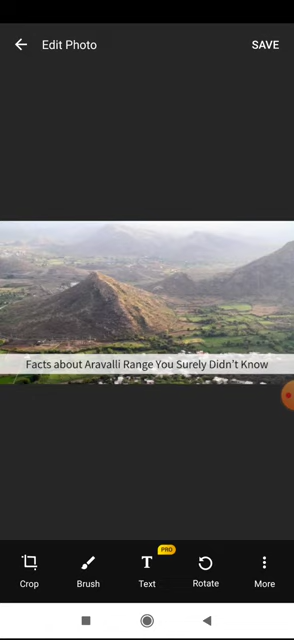 Edit Photo
SAVE
Facts about Aravalli Range You Surely Didn't Know
PRO
Crop
Brush
Text
Rotate
More